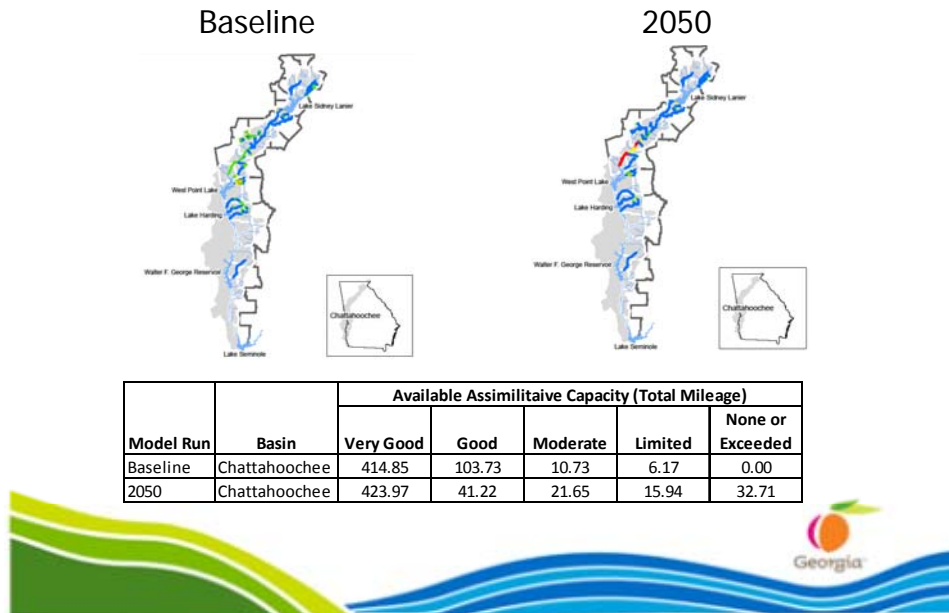 Baseline
2050
Lake Sidney Lanier
West Point Lake
Lake Harding
Walter F. George Reservoir
Lake Seminole
Chattahoochee
Lake Sidney Lanier
West Point Lake
Lake Harding
Walter F. George Reservoir
Lake Seminole
Chattahoochee
Available Assimilitaive Capacity (Total Mileage)
Model Run Basin Very Good Good Moderate Limited None or Exceeded
Baseline Chattahoochee 414.85 103.73 10.73 6.17 0.00
2050 Chattahoochee 423.97 41.22 21.65 15.94 32.71
Georgia